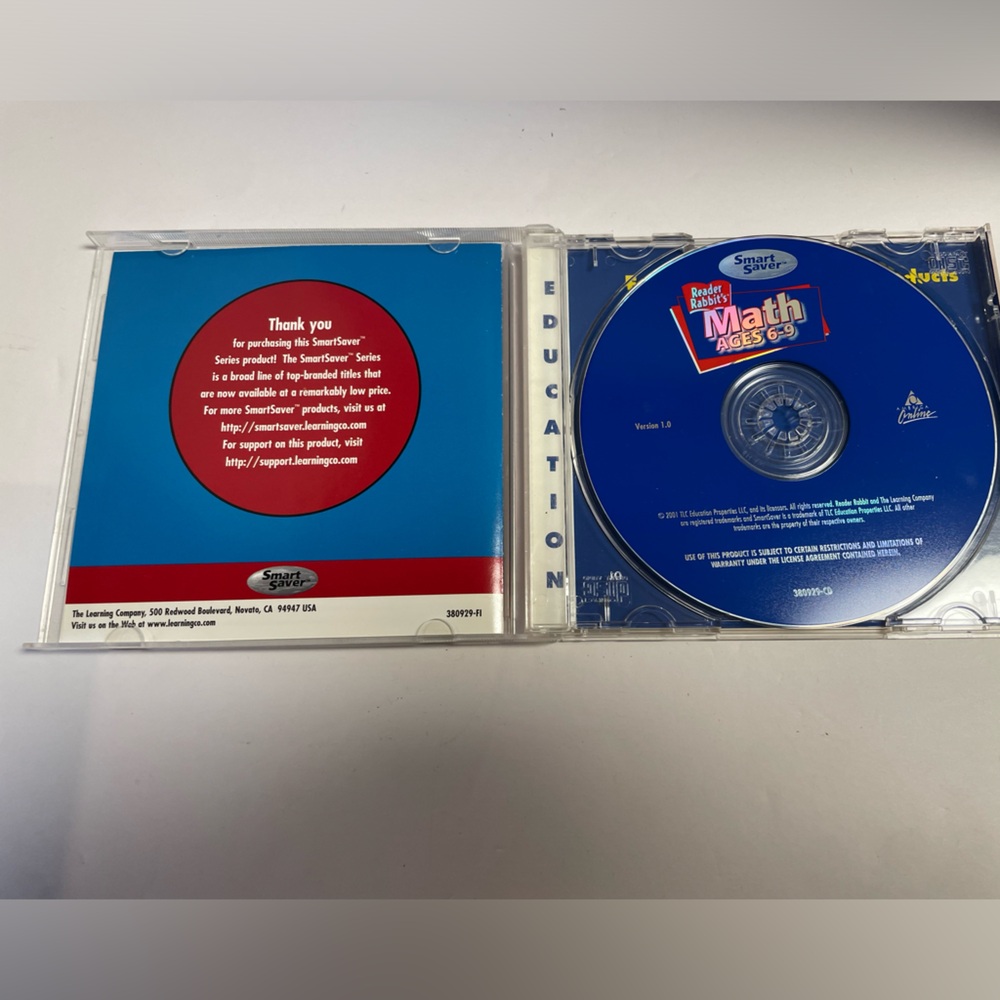 Thank you
for purchasing this SmartSaver™
Series product! The SmartSaver™ Series
is a broad line of top-branded titles that
are now available at a remarkably low price.
For more SmartSaver™ products, visit us at
http://smartsaver.learningco.com
For support on this product, visit
http://support.learningco.com
Smart
Saver™
The Learning Company, 500 Redwood Boulevard, Novato, CA 94947 USA
Visit us on the Web at www.learningco.com
380929-FI
EDUCATION
Smart
Saver™
Reader
Rabbit's
Math
AGES 6-9
Version 1.0
Online
© 2001 TLC Education Properties LLC, and its licensors. All rights reserved. Reader Rabbit and The Learning Company
are registered trademarks and SmartSaver is a trademark of TLC Education Properties LLC. All other
trademarks are the property of their respective owners.
USE OF THIS PRODUCT IS SUBJECT TO CERTAIN RESTRICTIONS AND LIMITATIONS OF
WARRANTY UNDER THE LICENSE AGREEMENT CONTAINED HEREIN.
380929-CD